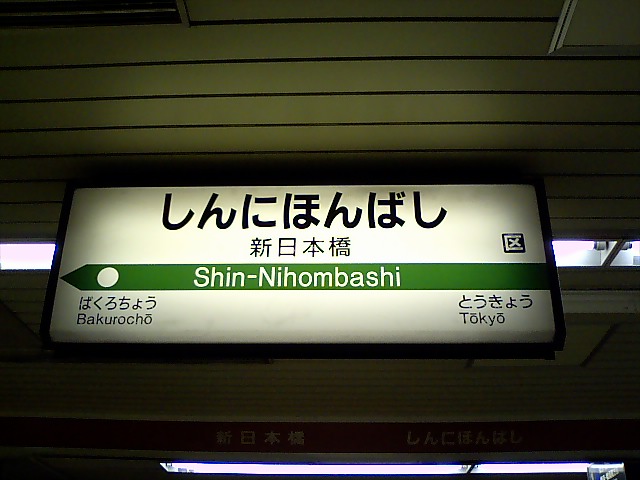 しんにほんばし
新日本橋
区
Shin-Nihombashi
ばくろちょう
Bakurochō
とうきょう
Tōkyō
新日本橋 しんにほんばし